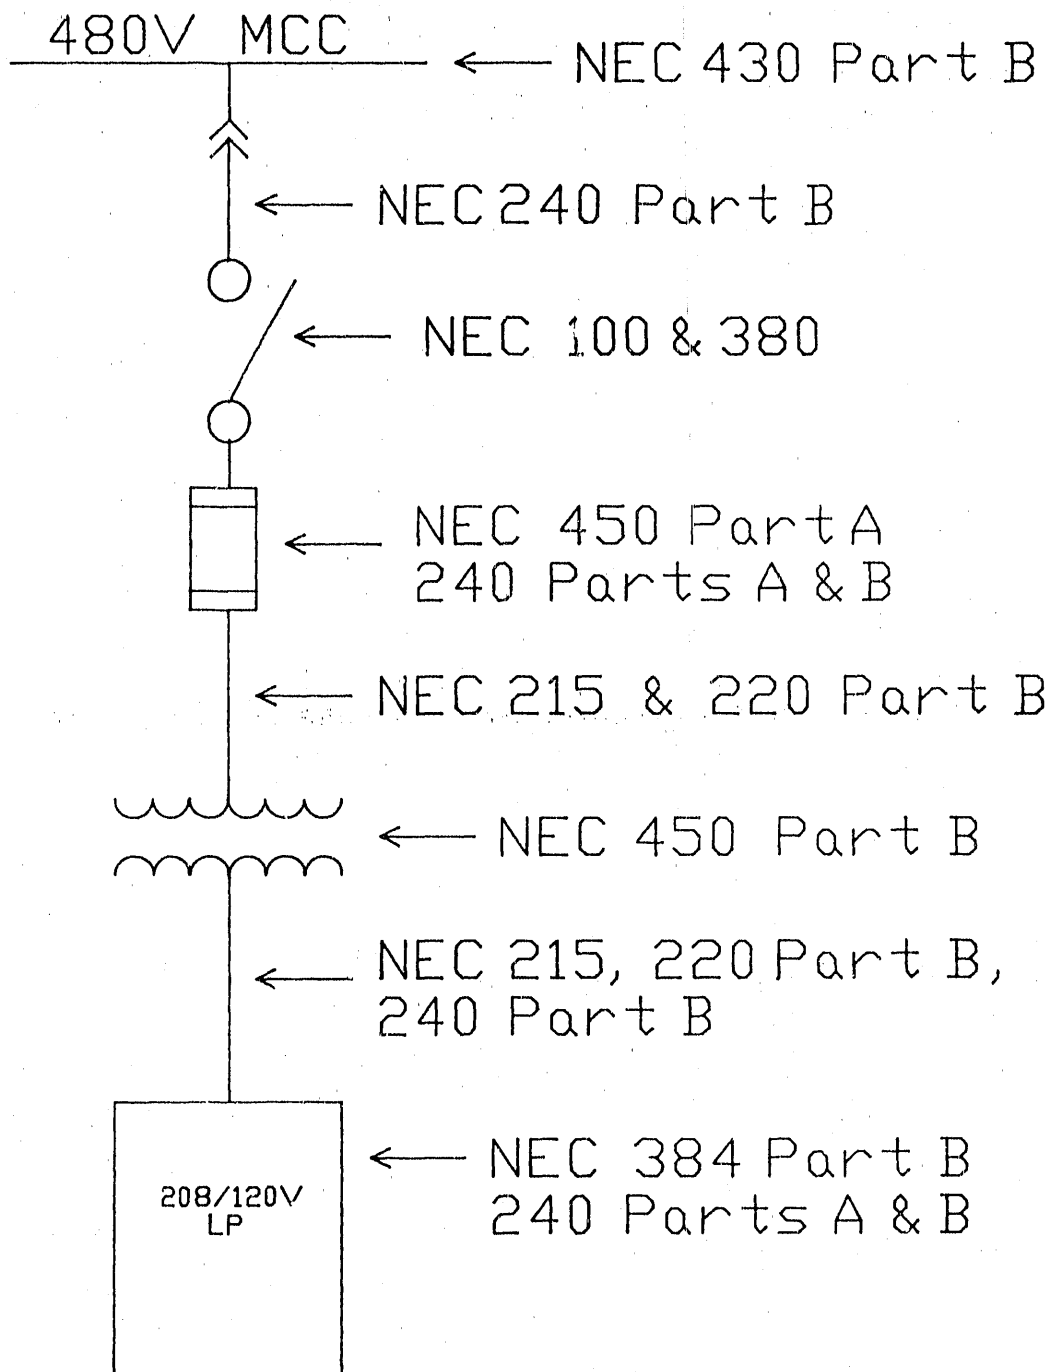 480V MCC
NEC 430 Part B
NEC 240 Part B
NEC 100 & 380
NEC 450 Part A
240 Parts A & B
NEC 215 & 220 Part B
NEC 450 Part B
NEC 215, 220 Part B,
240 Part B
208/120V
LP
NEC 384 Part B
240 Parts A & B